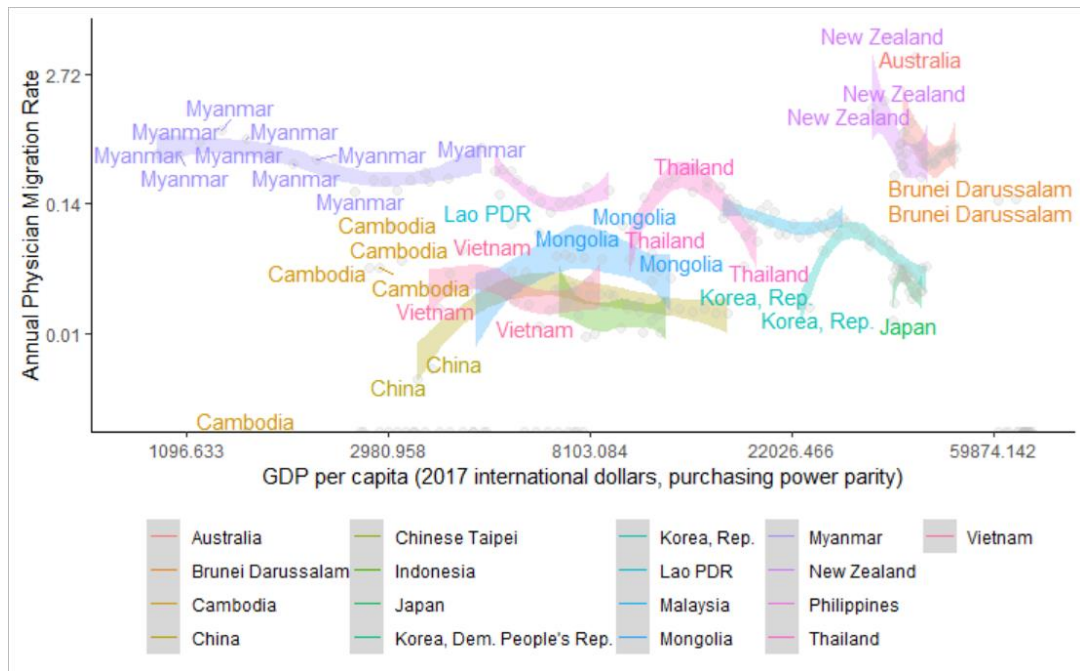 New Zealand
Australia
2.72
New Zealand
New Zealand
Myanmar
Myanmar Myanmar
Myanmar Myanmar Myanmar Myanmar
Myanmar Myanmar
Myanmar
Thailand
Brunei Darussalam
Brunei Darussalam
0.14
Lao PDR
Mongolia
Cambodia
Cambodia
Vietnam
Mongolia
Thailand
Mongolia
Cambodia
Cambodia
Thailand
Vietnam
Vietnam
Korea, Rep.
Korea, Rep.
Japan
0.01
China
China
Cambodia
Annual Physician Migration Rate
1096.633 2980.958 8103.084 22026.466 59874.142
GDP per capita (2017 international dollars, purchasing power parity)
Australia Chinese Taipei Korea, Rep. Myanmar Vietnam
Brunei Darussalam Indonesia Lao PDR New Zealand
Cambodia Japan Malaysia Philippines
China Korea, Dem. People's Rep. Mongolia Thailand